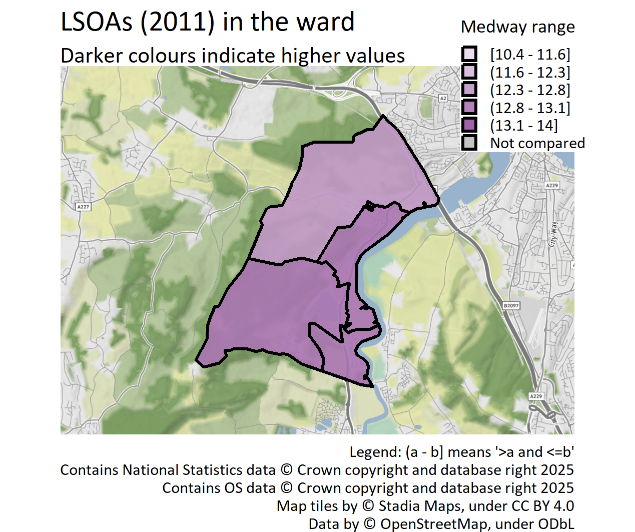 LSOAs (2011) in the ward
Darker colours indicate higher values
Medway range
[10.4 - 11.6]
(11.6 - 12.3]
(12.3 - 12.8]
(12.8 - 13.1]
(13.1 - 14]
Not compared
A2
A227
A229
City Way
B2097
A229
Legend: (a - b] means '>a and <=b'
Contains National Statistics data © Crown copyright and database right 2025
Contains OS data © Crown copyright and database right 2025
Map tiles by © Stadia Maps, under CC BY 4.0
Data by © OpenStreetMap, under ODbL